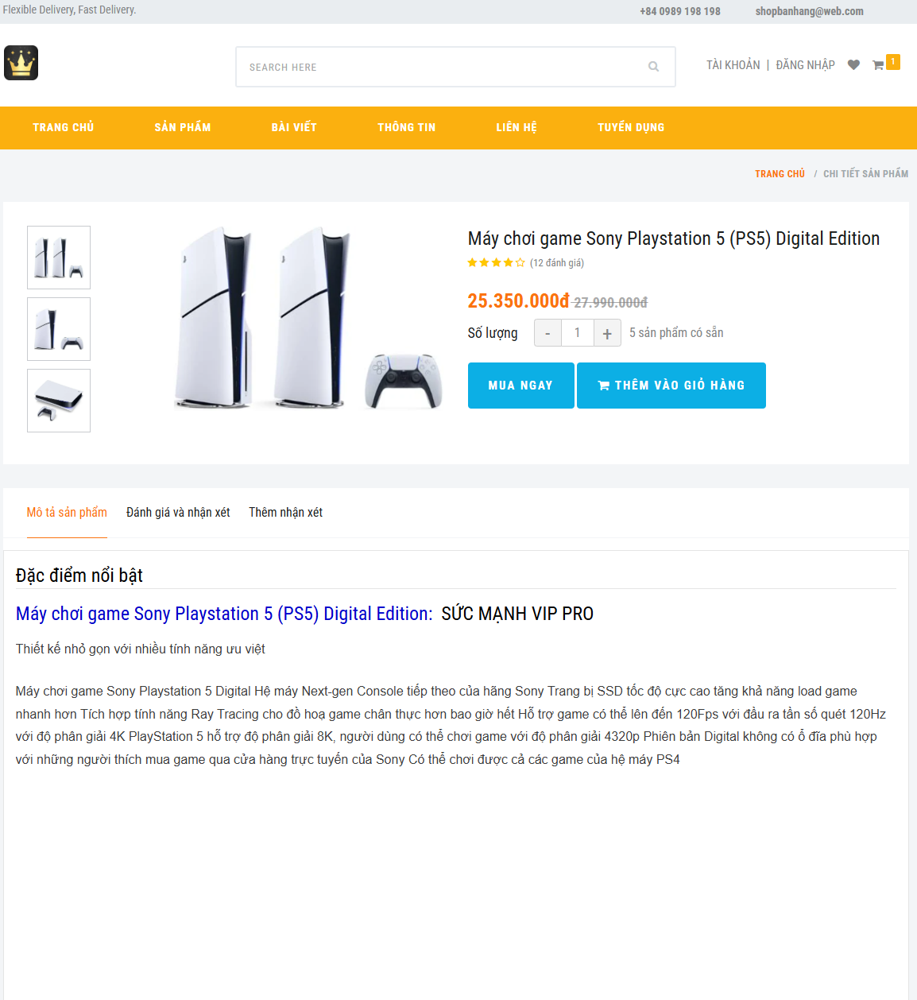 Flexible Delivery, Fast Delivery.
+84 0989 198 198
shopbanhang@web.com
SEARCH HERE
TÀI KHOẢN | ĐĂNG NHẬP
1
TRANG CHỦ
SẢN PHẨM
BÀI VIẾT
THÔNG TIN
LIÊN HỆ
TUYỂN DỤNG
TRANG CHỦ / CHI TIẾT SẢN PHẨM
Máy chơi game Sony Playstation 5 (PS5) Digital Edition
(12 đánh giá)
25.350.000đ 27.990.000đ
Số lượng - 1 + 5 sản phẩm có sẵn
MUA NGAY
THÊM VÀO GIỎ HÀNG
Mô tả sản phẩm
Đánh giá và nhận xét
Thêm nhận xét
Đặc điểm nổi bật
Máy chơi game Sony Playstation 5 (PS5) Digital Edition: SỨC MẠNH VIP PRO
Thiết kế nhỏ gọn với nhiều tính năng ưu việt
Máy chơi game Sony Playstation 5 Digital Hệ máy Next-gen Console tiếp theo của hãng Sony Trang bị SSD tốc độ cực cao tăng khả năng load game
nhanh hơn Tích hợp tính năng Ray Tracing cho đồ hoạ game chân thực hơn bao giờ hết Hỗ trợ game có thể lên đến 120Fps với đầu ra tần số quét 120Hz
với độ phân giải 4K PlayStation 5 hỗ trợ độ phân giải 8K, người dùng có thể chơi game với độ phân giải 4320p Phiên bản Digital không có ổ đĩa phù hợp
với những người thích mua game qua cửa hàng trực tuyến của Sony Có thể chơi được cả các game của hệ máy PS4